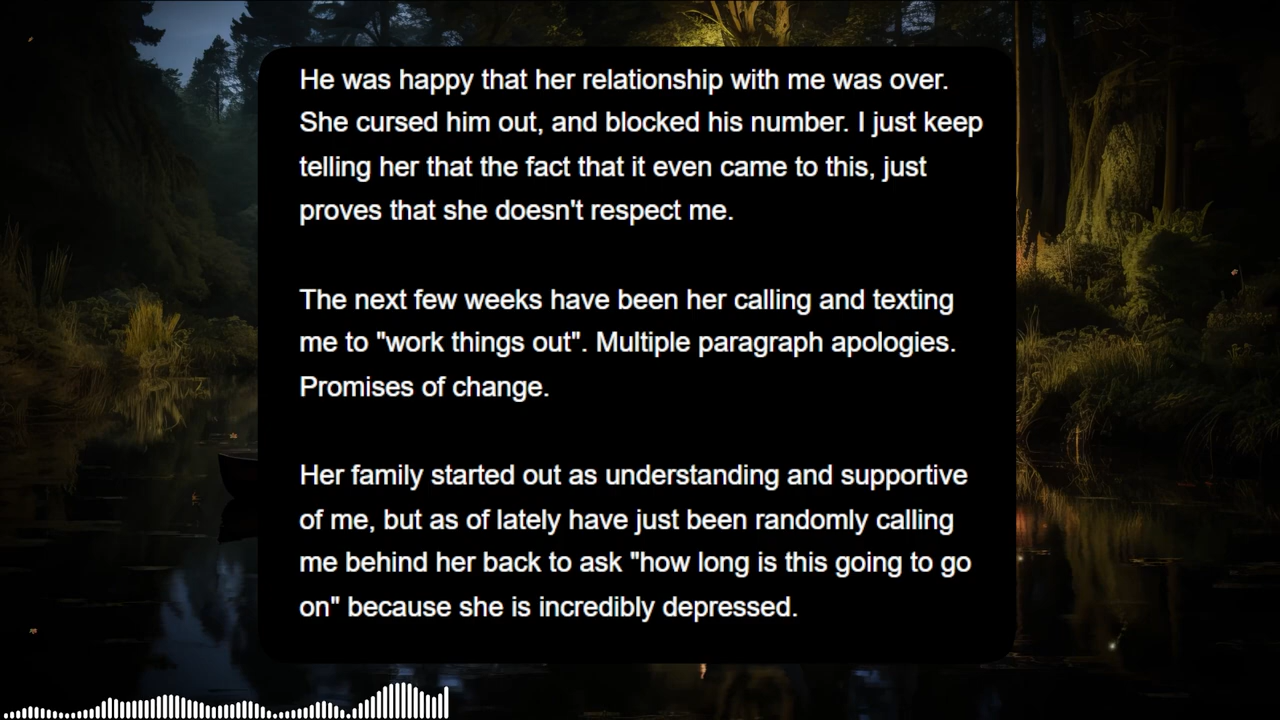 He was happy that her relationship with me was over.
She cursed him out, and blocked his number. I just keep
telling her that the fact that it even came to this, just
proves that she doesn't respect me.
The next few weeks have been her calling and texting
me to "work things out". Multiple paragraph apologies.
Promises of change.
Her family started out as understanding and supportive
of me, but as of lately have just been randomly calling
me behind her back to ask "how long is this going to go
on" because she is incredibly depressed.